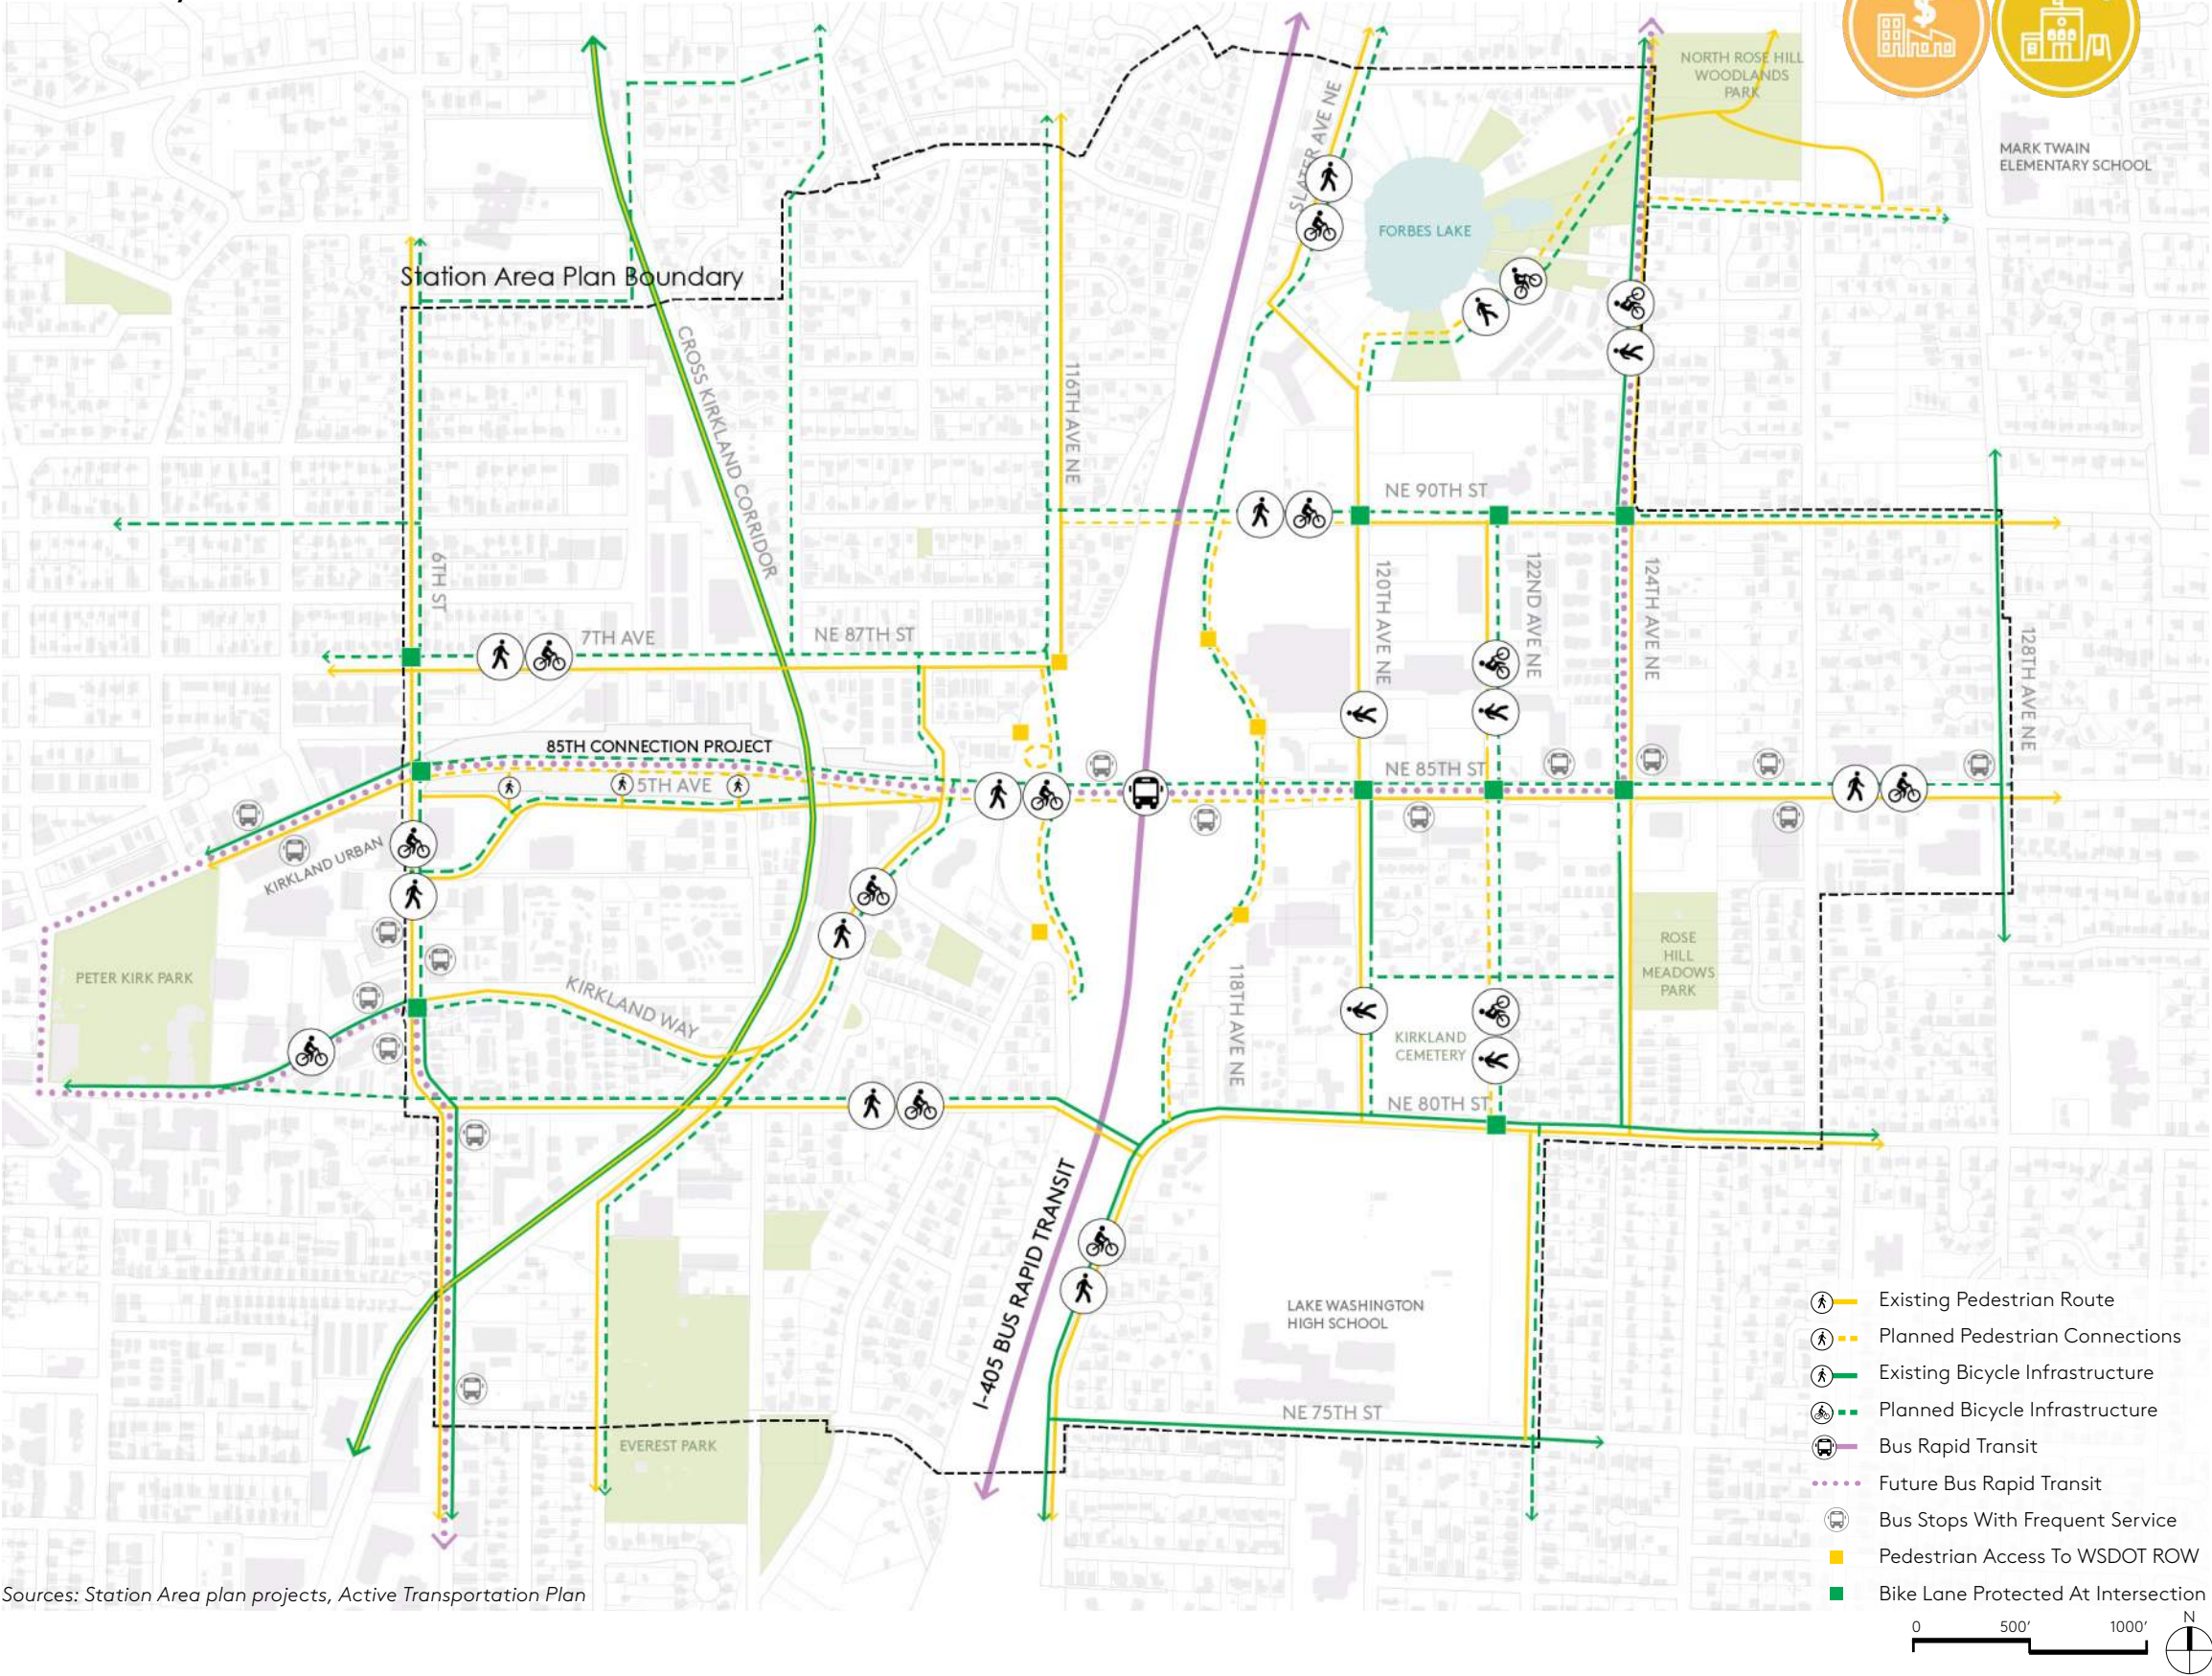 $
NORTH ROSE HILL
WOODLANDS
PARK
MARK TWAIN
ELEMENTARY SCHOOL
SLATER AVE NE
FORBES LAKE
Station Area Plan Boundary
CROSS KIRKLAND CORRIDOR
116TH AVE NE
NE 90TH ST
6TH ST
120TH AVE NE
122ND AVE NE
124TH AVE NE
128TH AVE NE
7TH AVE
NE 87TH ST
85TH CONNECTION PROJECT
5TH AVE
NE 85TH ST
KIRKLAND URBAN
PETER KIRK PARK
KIRKLAND WAY
118TH AVE NE
ROSE
HILL
MEADOWS
PARK
KIRKLAND
CEMETERY
NE 80TH ST
I-405 BUS RAPID TRANSIT
LAKE WASHINGTON
HIGH SCHOOL
NE 75TH ST
EVEREST PARK
Existing Pedestrian Route
Planned Pedestrian Connections
Existing Bicycle Infrastructure
Planned Bicycle Infrastructure
Bus Rapid Transit
Future Bus Rapid Transit
Bus Stops With Frequent Service
Pedestrian Access To WSDOT ROW
Bike Lane Protected At Intersection
Sources: Station Area plan projects, Active Transportation Plan
0 500' 1000'
N